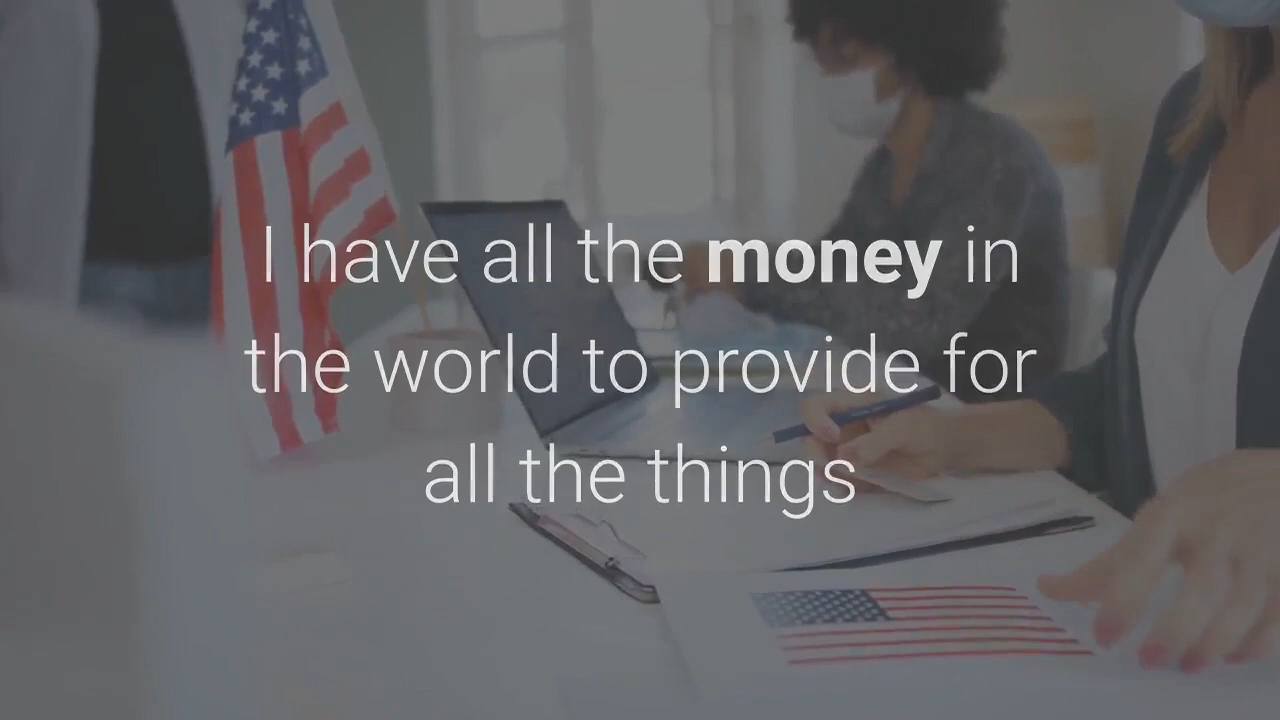 I have all the money in
the world to provide for
all the things